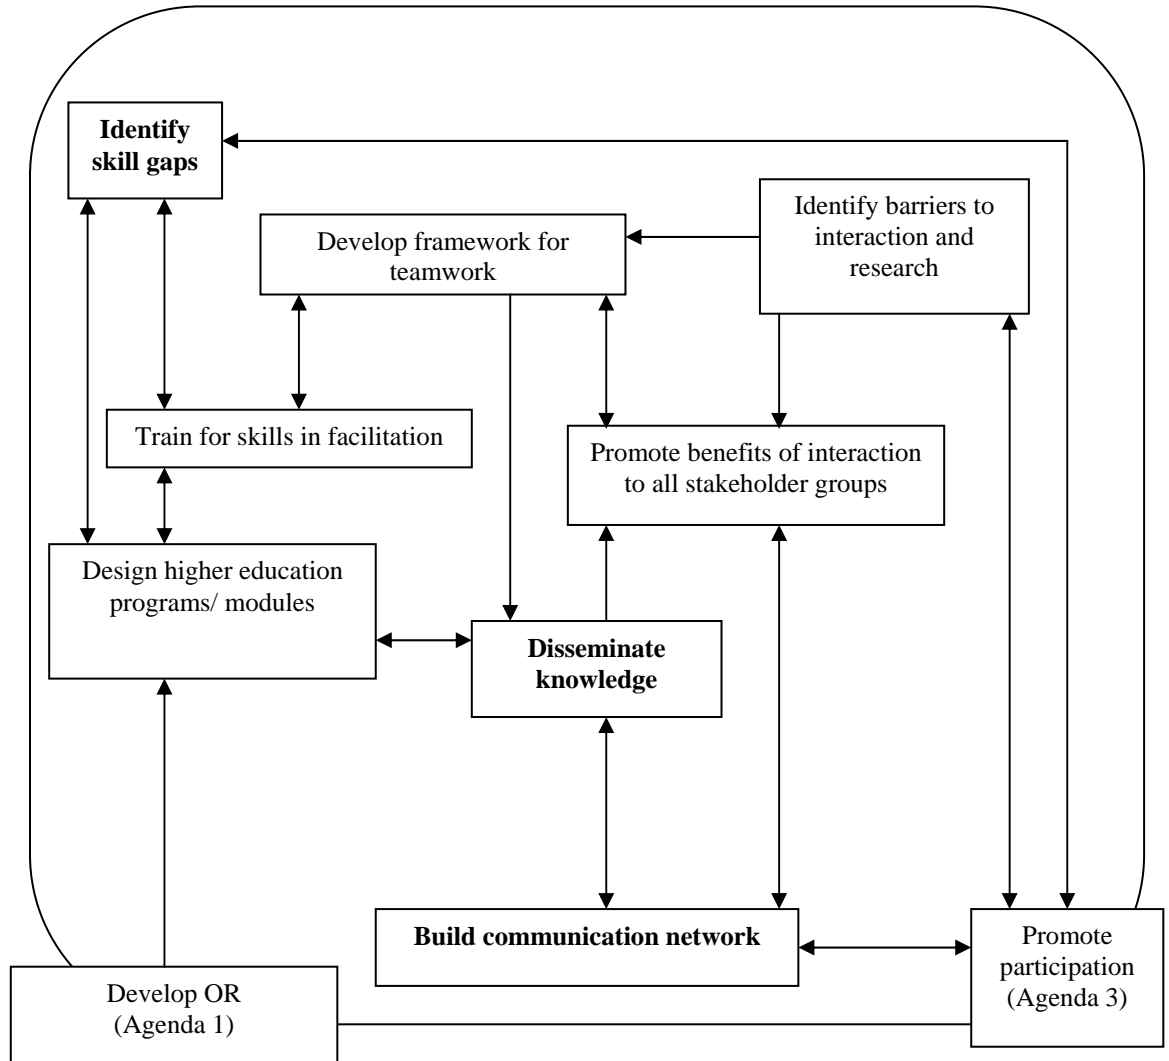 Identify
skill gaps
Identify barriers to
interaction and
research
Develop framework for
teamwork
Train for skills in facilitation
Promote benefits of interaction
to all stakeholder groups
Design higher education
programs/ modules
Disseminate
knowledge
Build communication network
Promote
participation
(Agenda 3)
Develop OR
(Agenda 1)